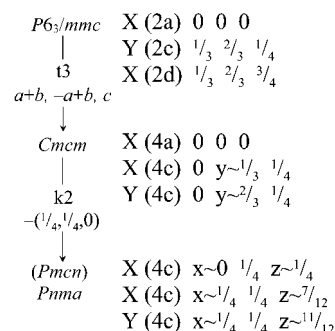 P6₃/mmc X (2a) 0 0 0
Y (2c) ¹/₃ ²/₃ ¹/₄
t3 X (2d) ¹/₃ ²/₃ ³/₄
a+b, –a+b, c
Cmcm X (4a) 0 0 0
X (4c) 0 y~¹/₃ ¹/₄
k2 Y (4c) 0 y~²/₃ ¹/₄
–(¹/₄,¹/₄,0)
(Pmcn) X (4c) x~0 ¹/₄ z~¹/₄
Pnma X (4c) x~¹/₄ ¹/₄ z~⁷/₁₂
Y (4c) x~¹/₄ ¹/₄ z~¹¹/₁₂